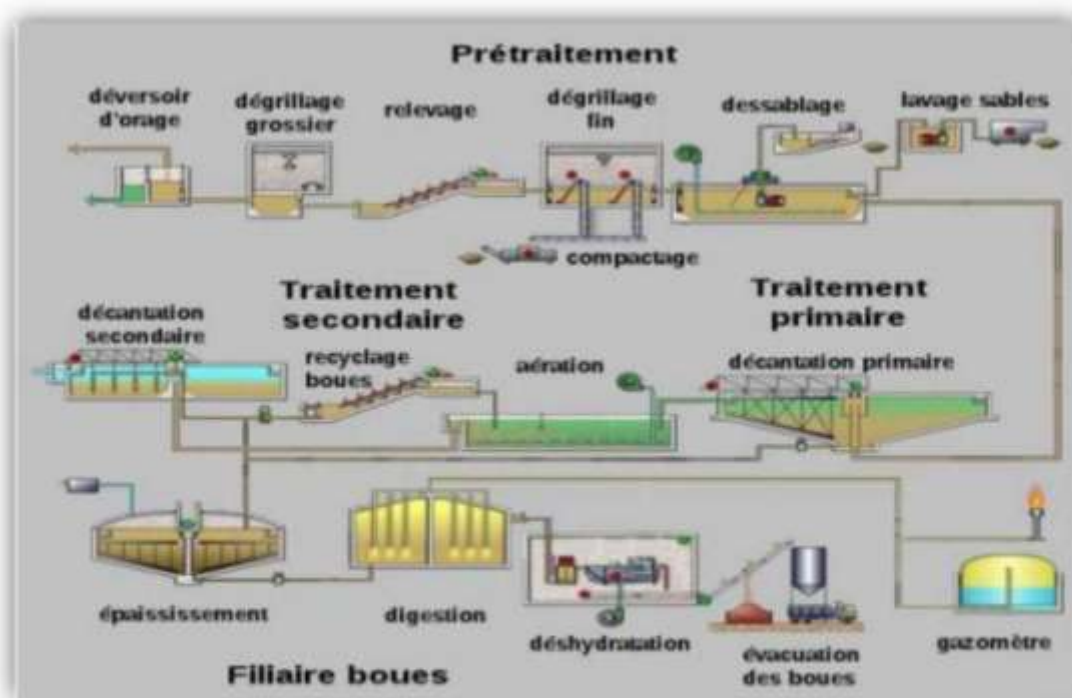 Prétraitement
déversoir
d'orage
dégrillage
grossier
relevage
dégrillage
fin
dessablage
lavage sables
compactage
Traitement
secondaire
Traitement
primaire
décantation
secondaire
recyclage
boues
aération
décantation primaire
épaississement
digestion
déshydratation
évacuation
des boues
gazomètre
Filiaire boues